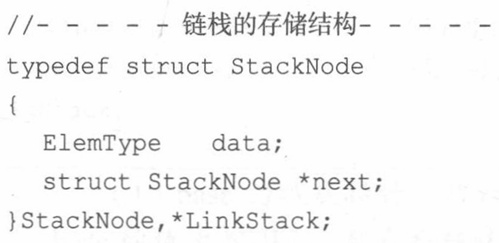 //- - - - - 链栈的存储结构- - - - -
typedef struct StackNode
{
ElemType data;
struct StackNode *next;
}StackNode,*LinkStack;